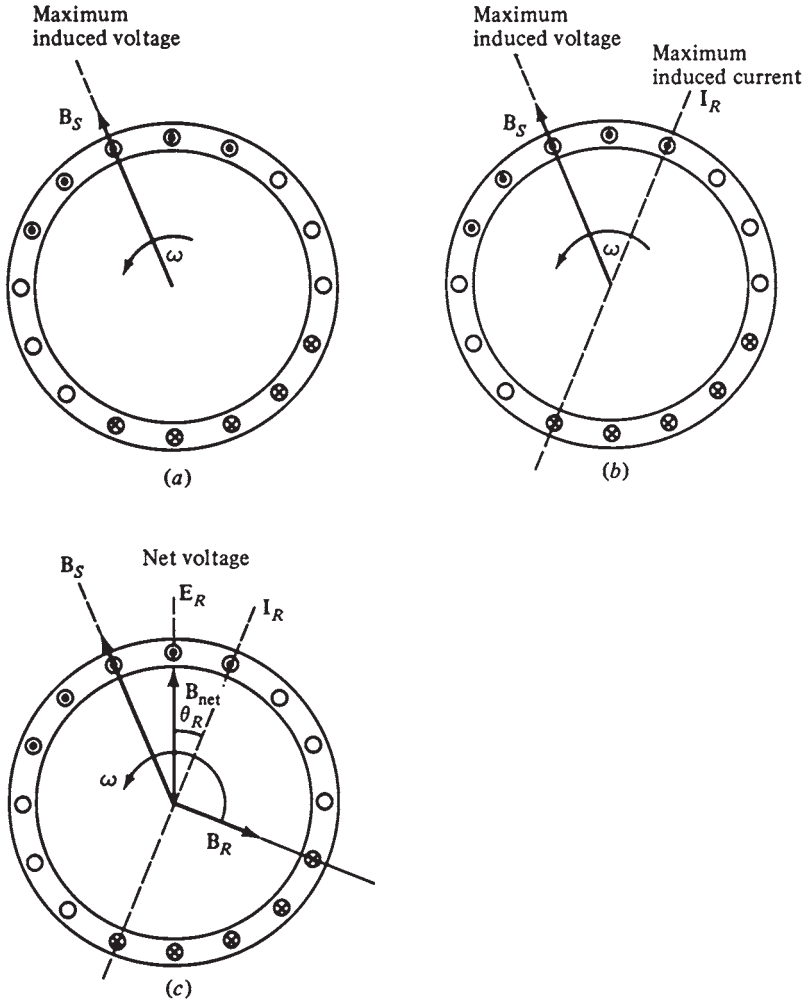 Maximum
induced voltage
B_S
ω
(a)
Maximum
induced voltage
Maximum
induced current
I_R
B_S
ω
(b)
B_S
Net voltage
E_R
I_R
B_net
θ_R
ω
B_R
(c)